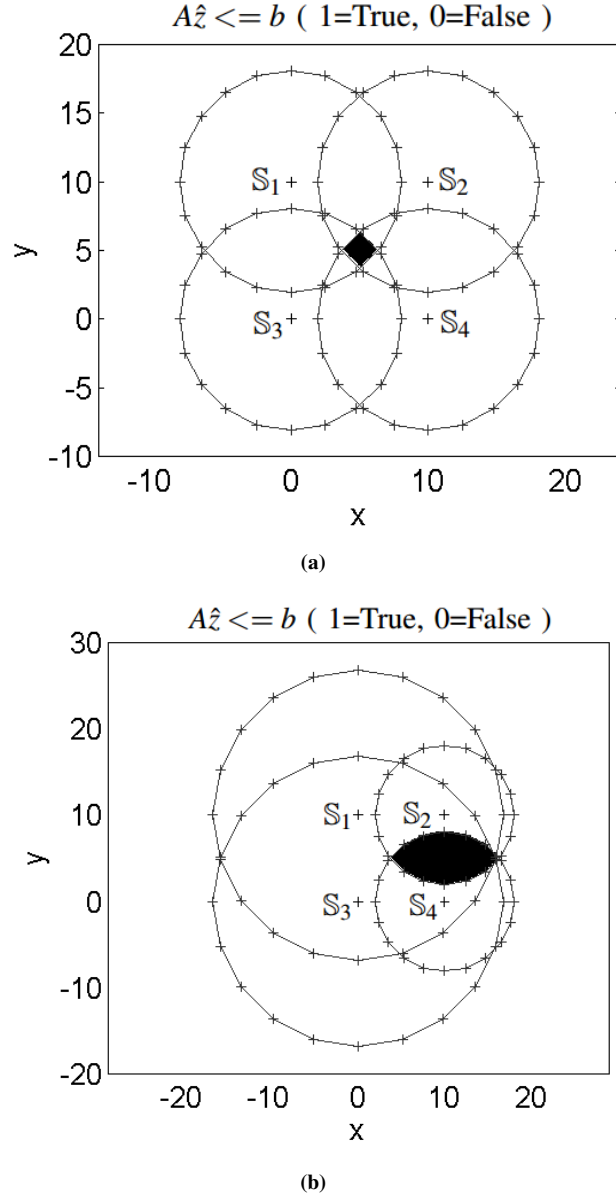 Aẑ <= b ( 1=True, 0=False )
20
15
𝕊1 𝕊2
10
y
5
𝕊3 𝕊4
0
-5
-10
-10 0 10 20
x
(a)
Aẑ <= b ( 1=True, 0=False )
30
20
𝕊1 𝕊2
10
y
𝕊3 𝕊4
0
-10
-20
-20 -10 0 10 20
x
(b)